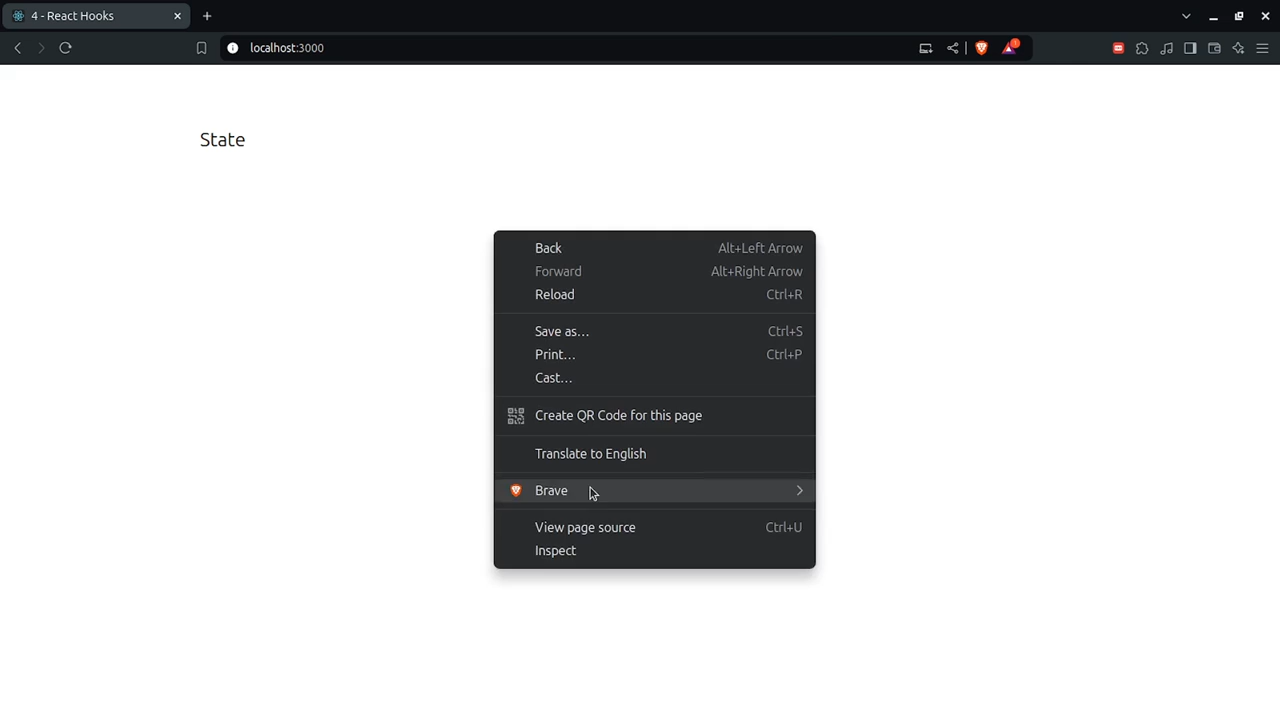 4 - React Hooks
localhost:3000
1
State
Back Alt+Left Arrow
Forward Alt+Right Arrow
Reload Ctrl+R
Save as... Ctrl+S
Print... Ctrl+P
Cast...
Create QR Code for this page
Translate to English
Brave
View page source Ctrl+U
Inspect